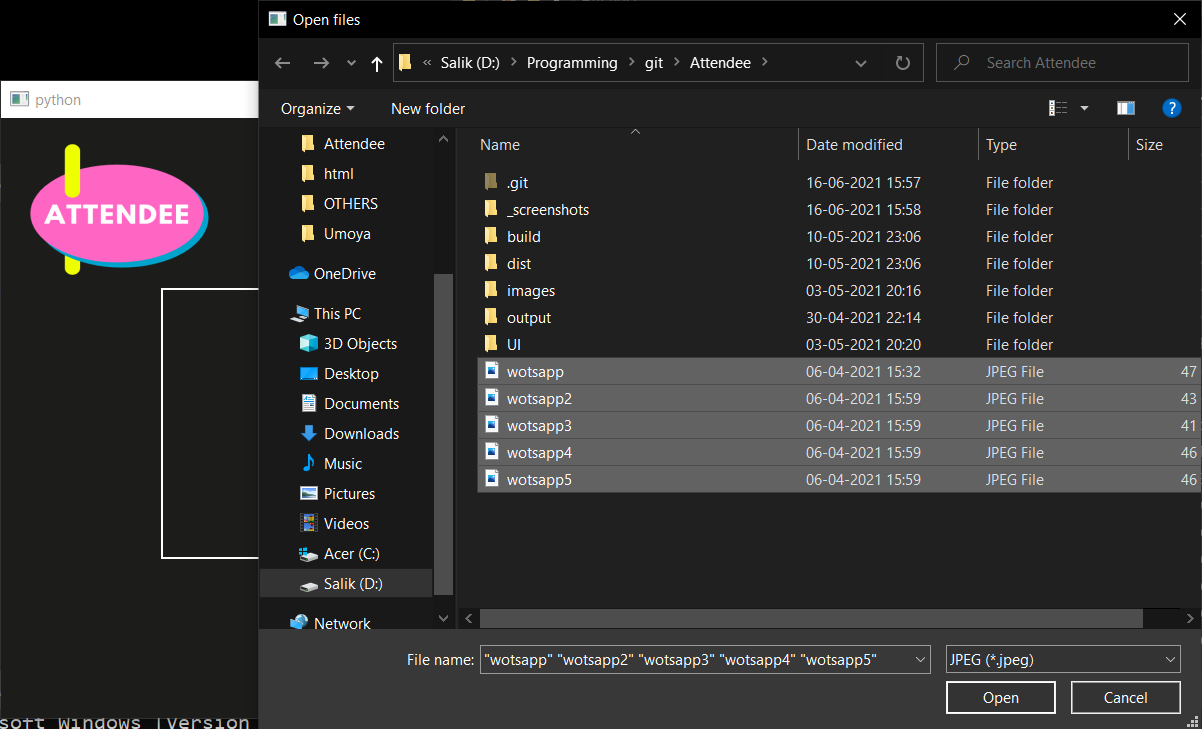 Open files
« Salik (D:) > Programming > git > Attendee >
Search Attendee
python
Organize
New folder
?
ATTENDEE
Attendee
html
OTHERS
Umoya
OneDrive
This PC
3D Objects
Desktop
Documents
Downloads
Music
Pictures
Videos
Acer (C:)
Salik (D:)
Network
Name Date modified Type Size
.git 16-06-2021 15:57 File folder
_screenshots 16-06-2021 15:58 File folder
build 10-05-2021 23:06 File folder
dist 10-05-2021 23:06 File folder
images 03-05-2021 20:16 File folder
output 30-04-2021 22:14 File folder
UI 03-05-2021 20:20 File folder
wotsapp 06-04-2021 15:32 JPEG File 47
wotsapp2 06-04-2021 15:59 JPEG File 43
wotsapp3 06-04-2021 15:59 JPEG File 41
wotsapp4 06-04-2021 15:59 JPEG File 46
wotsapp5 06-04-2021 15:59 JPEG File 46
File name: "wotsapp" "wotsapp2" "wotsapp3" "wotsapp4" "wotsapp5"
JPEG (*.jpeg)
Open
Cancel
soft Windows [Version